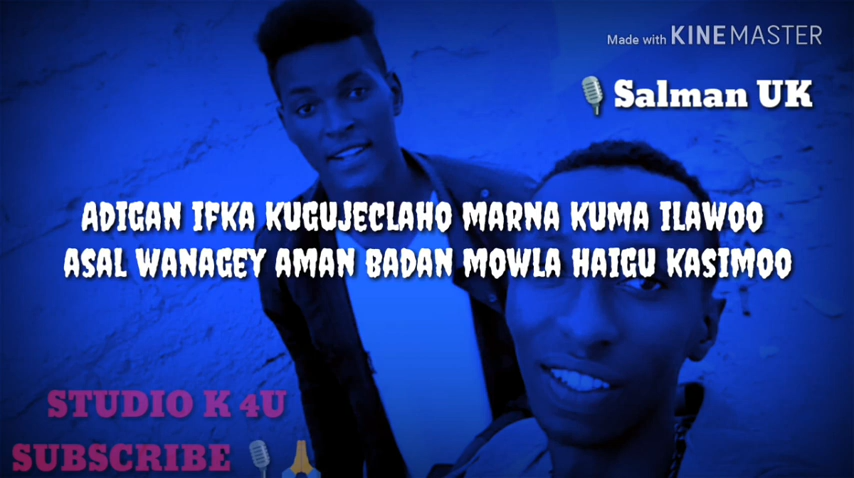 Made with KINEMASTER
🎙Salman UK
ADIGAN IFKA KUGUJECLAHO MARNA KUMA ILAWOO
ASAL WANAGEY AMAN BADAN MOWLA HAIGU KASIMOO
STUDIO K 4U
SUBSCRIBE 🎙🙏